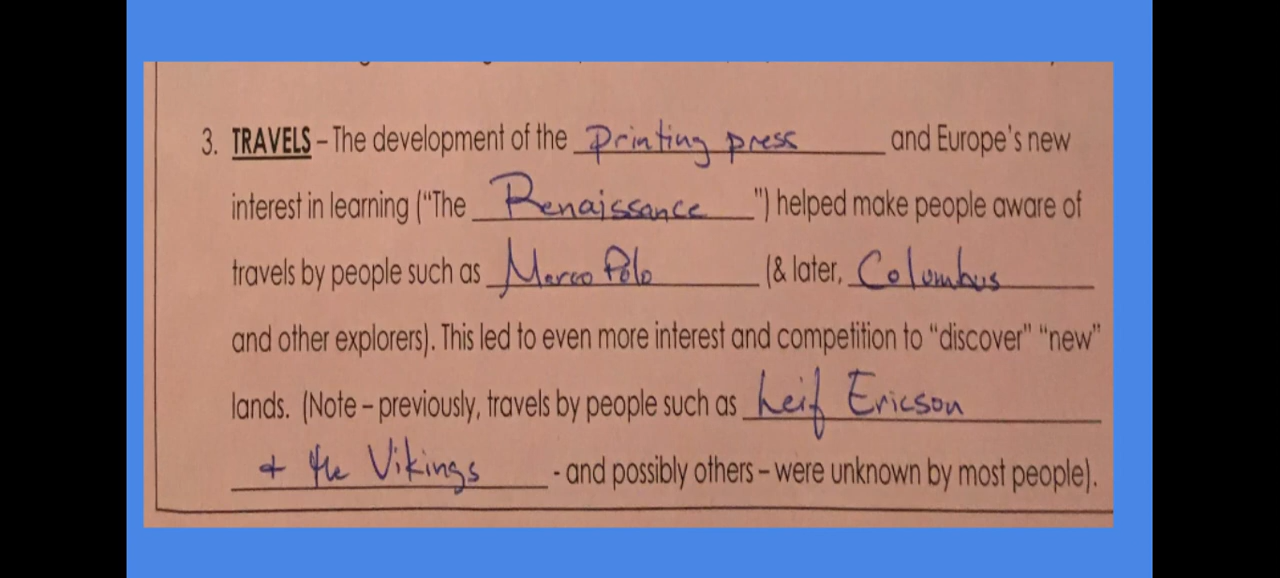 3. TRAVELS – The development of the Printing press and Europe's new
interest in learning ("The Renaissance ") helped make people aware of
travels by people such as Marco Polo (& later, Columbus
and other explorers). This led to even more interest and competition to "discover" "new"
lands. (Note – previously, travels by people such as Leif Ericson
+ the Vikings - and possibly others – were unknown by most people).